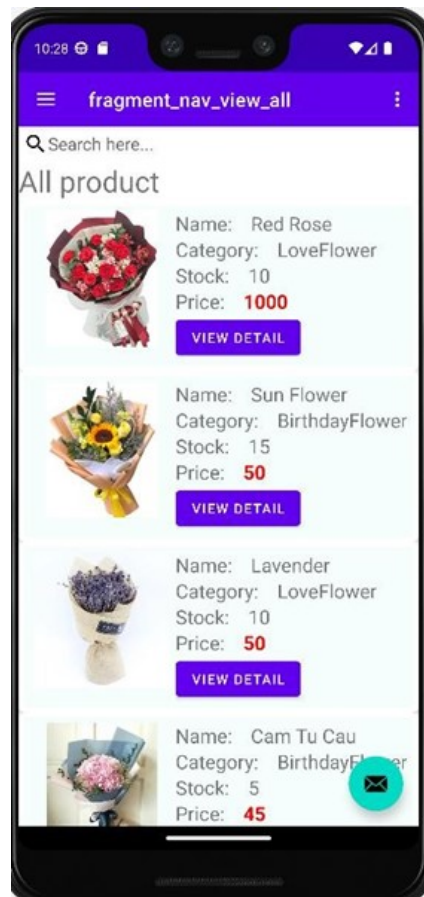 10:28
fragment_nav_view_all
Search here...
All product
Name: Red Rose
Category: LoveFlower
Stock: 10
Price: 1000
VIEW DETAIL
Name: Sun Flower
Category: BirthdayFlower
Stock: 15
Price: 50
VIEW DETAIL
Name: Lavender
Category: LoveFlower
Stock: 10
Price: 50
VIEW DETAIL
Name: Cam Tu Cau
Category: BirthdayFlower
Stock: 5
Price: 45